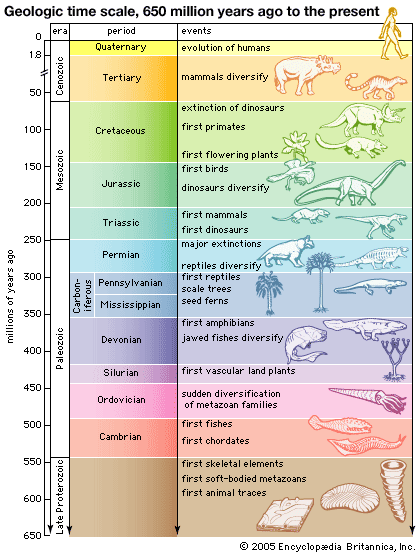 Geologic time scale, 650 million years ago to the present
era period events
0
Quaternary evolution of humans
1.8
Cenozoic
Tertiary mammals diversify
50
extinction of dinosaurs
Cretaceous first primates
100
first flowering plants
150
Mesozoic
first birds
Jurassic dinosaurs diversify
200
first mammals
Triassic
first dinosaurs
250
major extinctions
Permian
reptiles diversify
millions of years ago
300
Carbon-
iferous
Pennsylvanian first reptiles
scale trees
Mississippian seed ferns
350
Paleozoic
first amphibians
Devonian jawed fishes diversify
400
Silurian first vascular land plants
450
Ordovician sudden diversification
of metazoan families
500
first fishes
Cambrian
first chordates
550
first skeletal elements
Late Proterozoic
first soft-bodied metazoans
600
first animal traces
650
© 2005 Encyclopædia Britannica, Inc.